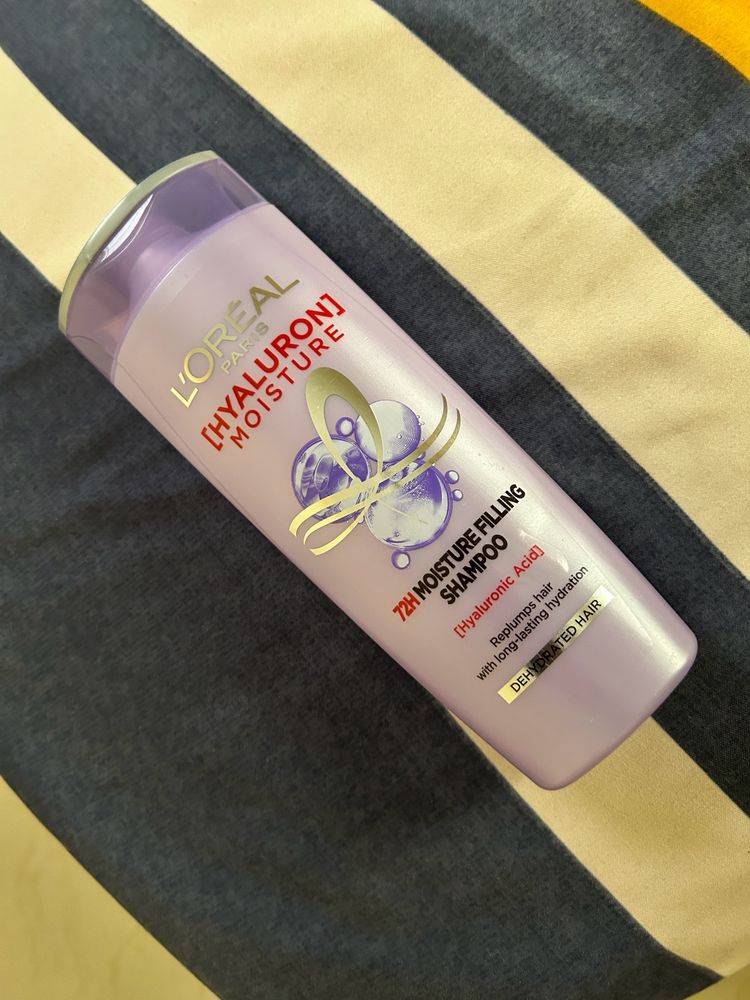 L'ORÉAL
PARIS
[HYALURON]
MOISTURE
72H MOISTURE FILLING
SHAMPOO
[Hyaluronic Acid]
Replumps hair
with long-lasting hydration
DEHYDRATED HAIR